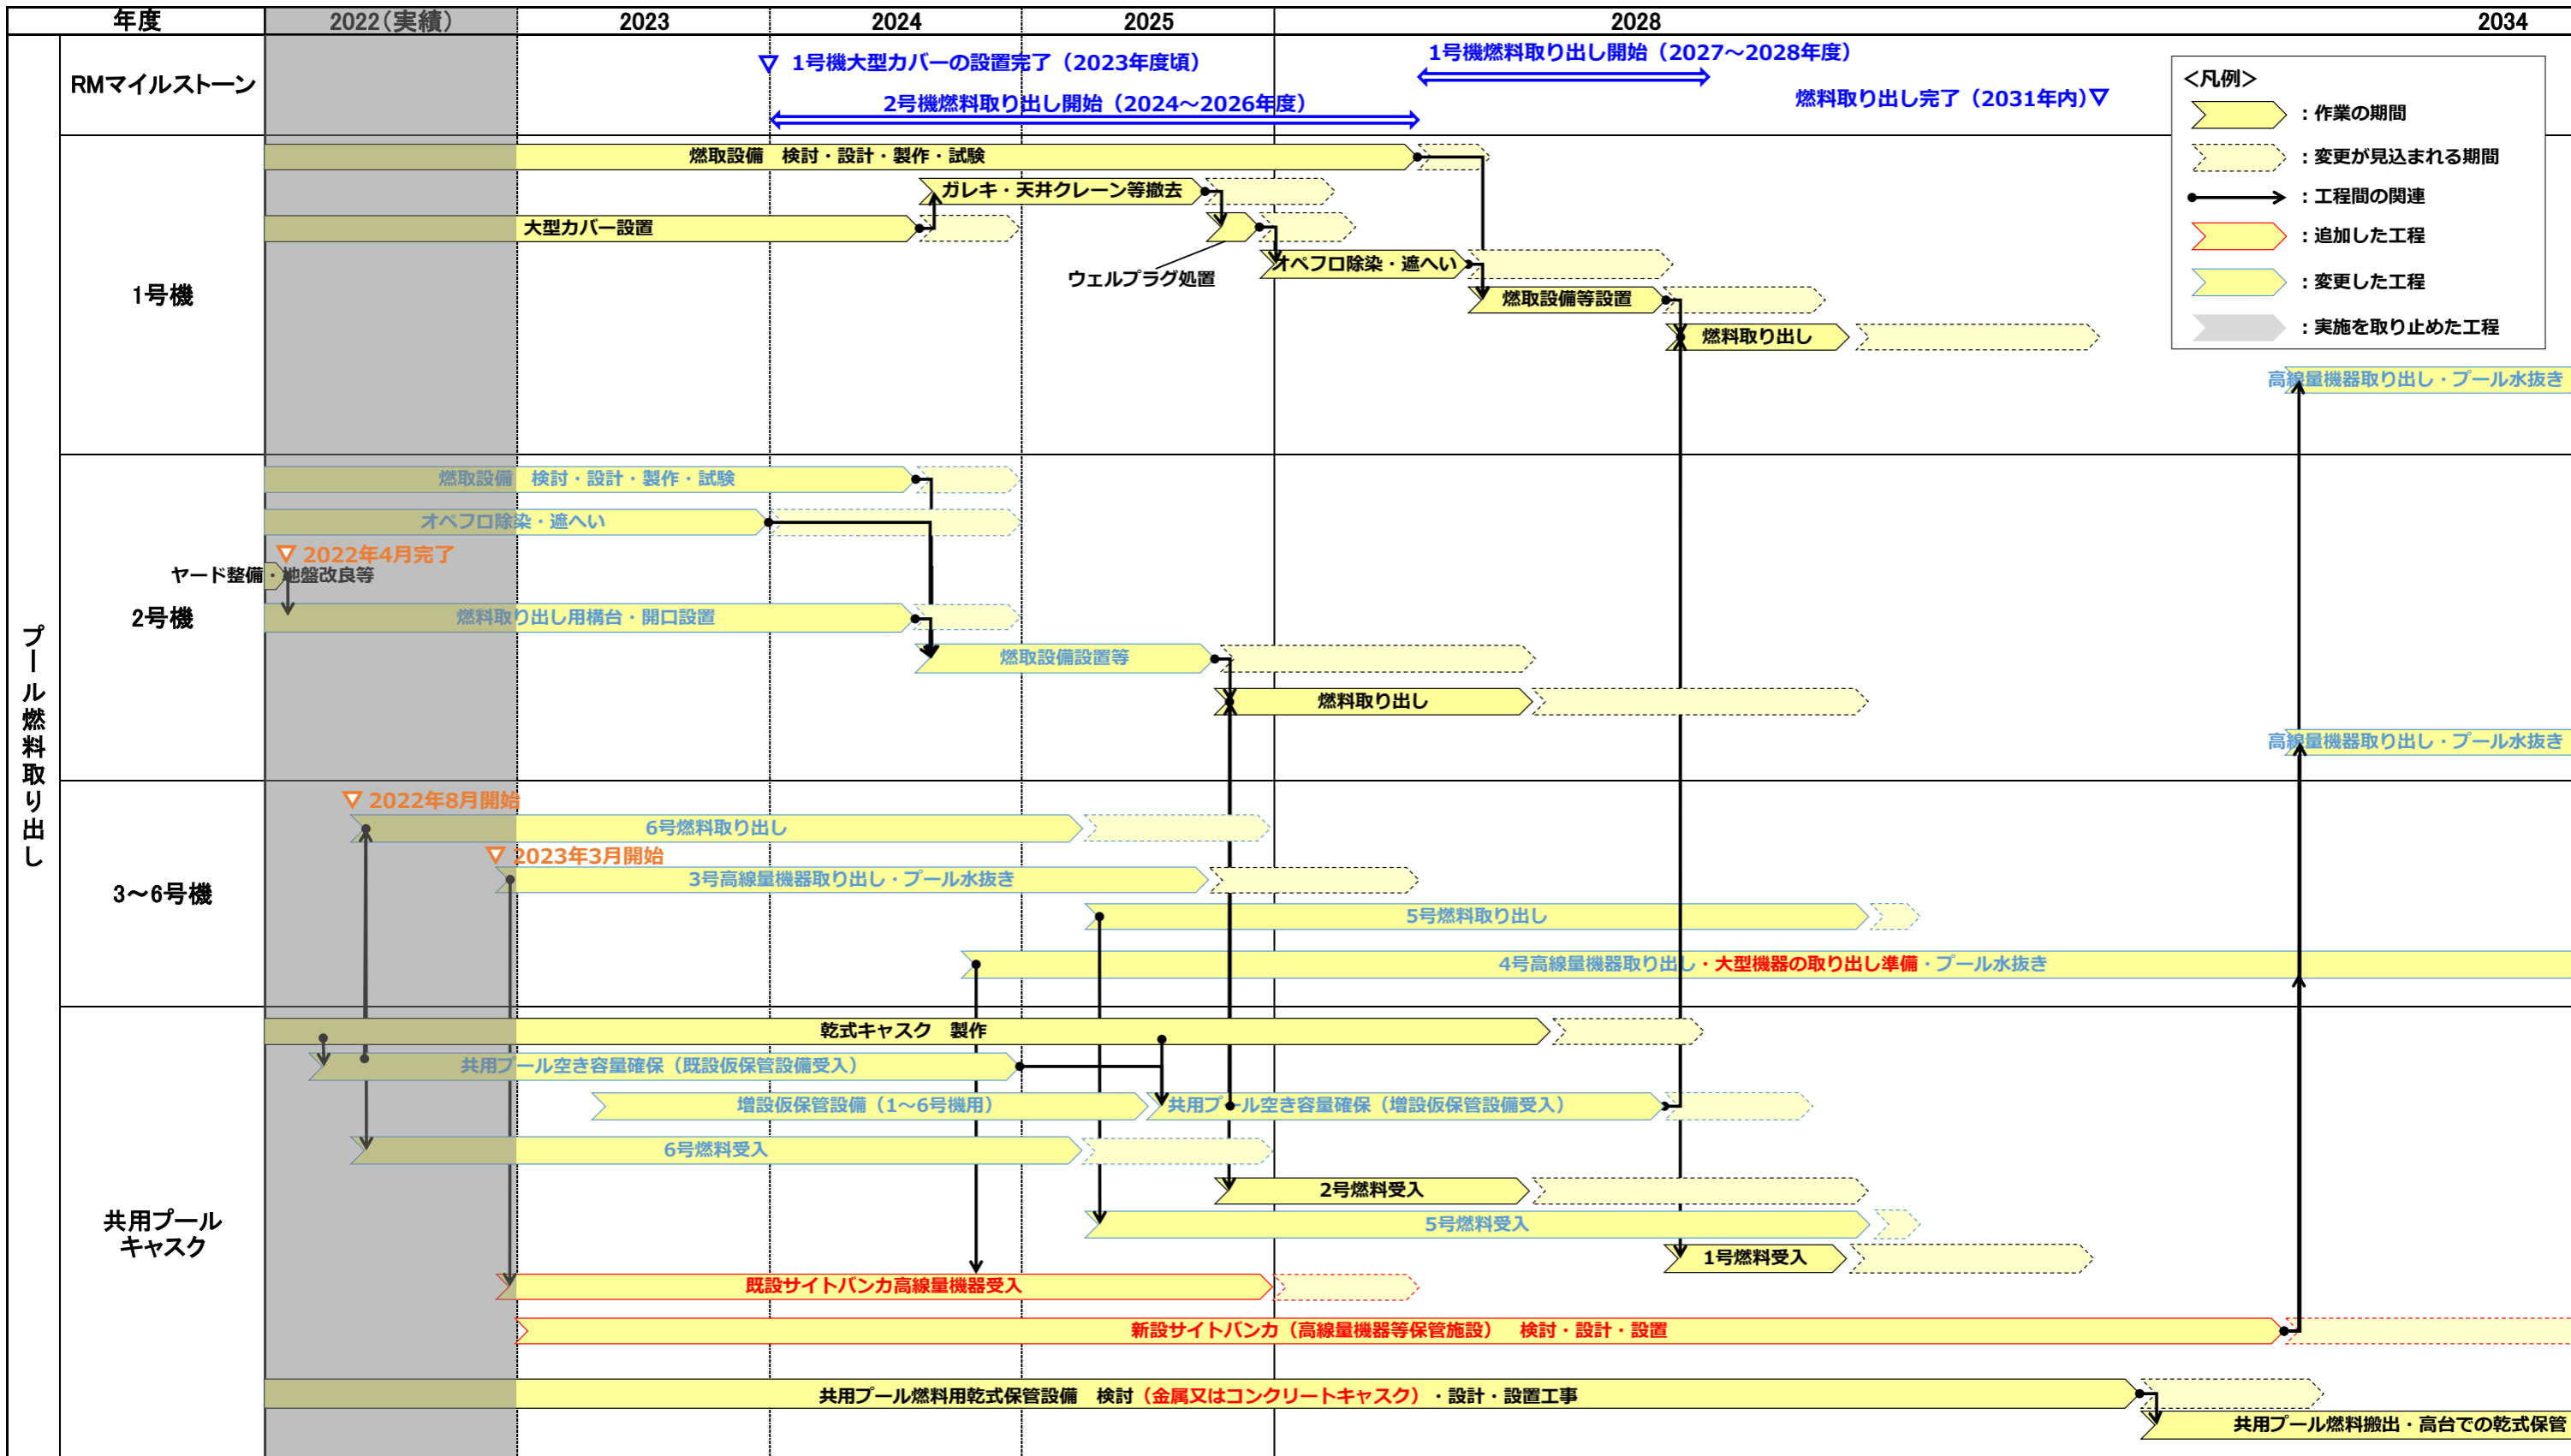 年度
2022（実績）
2023
2024
2025
2028
2034
プール燃料取り出し
RMマイルストーン
1号機大型カバーの設置完了（2023年度頃）
1号機燃料取り出し開始（2027～2028年度）
2号機燃料取り出し開始（2024～2026年度）
燃料取り出し完了（2031年内）
＜凡例＞
：作業の期間
：変更が見込まれる期間
：工程間の関連
：追加した工程
：変更した工程
：実施を取り止めた工程
1号機
燃取設備　検討・設計・製作・試験
ガレキ・天井クレーン等撤去
大型カバー設置
ウェルプラグ処置
オペフロ除染・遮へい
燃取設備等設置
燃料取り出し
高線量機器取り出し・プール水抜き
2号機
燃取設備　検討・設計・製作・試験
オペフロ除染・遮へい
2022年4月完了
ヤード整備・地盤改良等
燃料取り出し用構台・開口設置
燃取設備設置等
燃料取り出し
高線量機器取り出し・プール水抜き
3～6号機
2022年8月開始
6号燃料取り出し
2023年3月開始
3号高線量機器取り出し・プール水抜き
5号燃料取り出し
4号高線量機器取り出し・大型機器の取り出し準備・プール水抜き
共用プール
キャスク
乾式キャスク　製作
共用プール空き容量確保（既設仮保管設備受入）
増設仮保管設備（1～6号機用）
共用プール空き容量確保（増設仮保管設備受入）
6号燃料受入
2号燃料受入
5号燃料受入
1号燃料受入
既設サイトバンカ高線量機器受入
新設サイトバンカ（高線量機器等保管施設）　検討・設計・設置
共用プール燃料用乾式保管設備　検討（金属又はコンクリートキャスク）・設計・設置工事
共用プール燃料搬出・高台での乾式保管